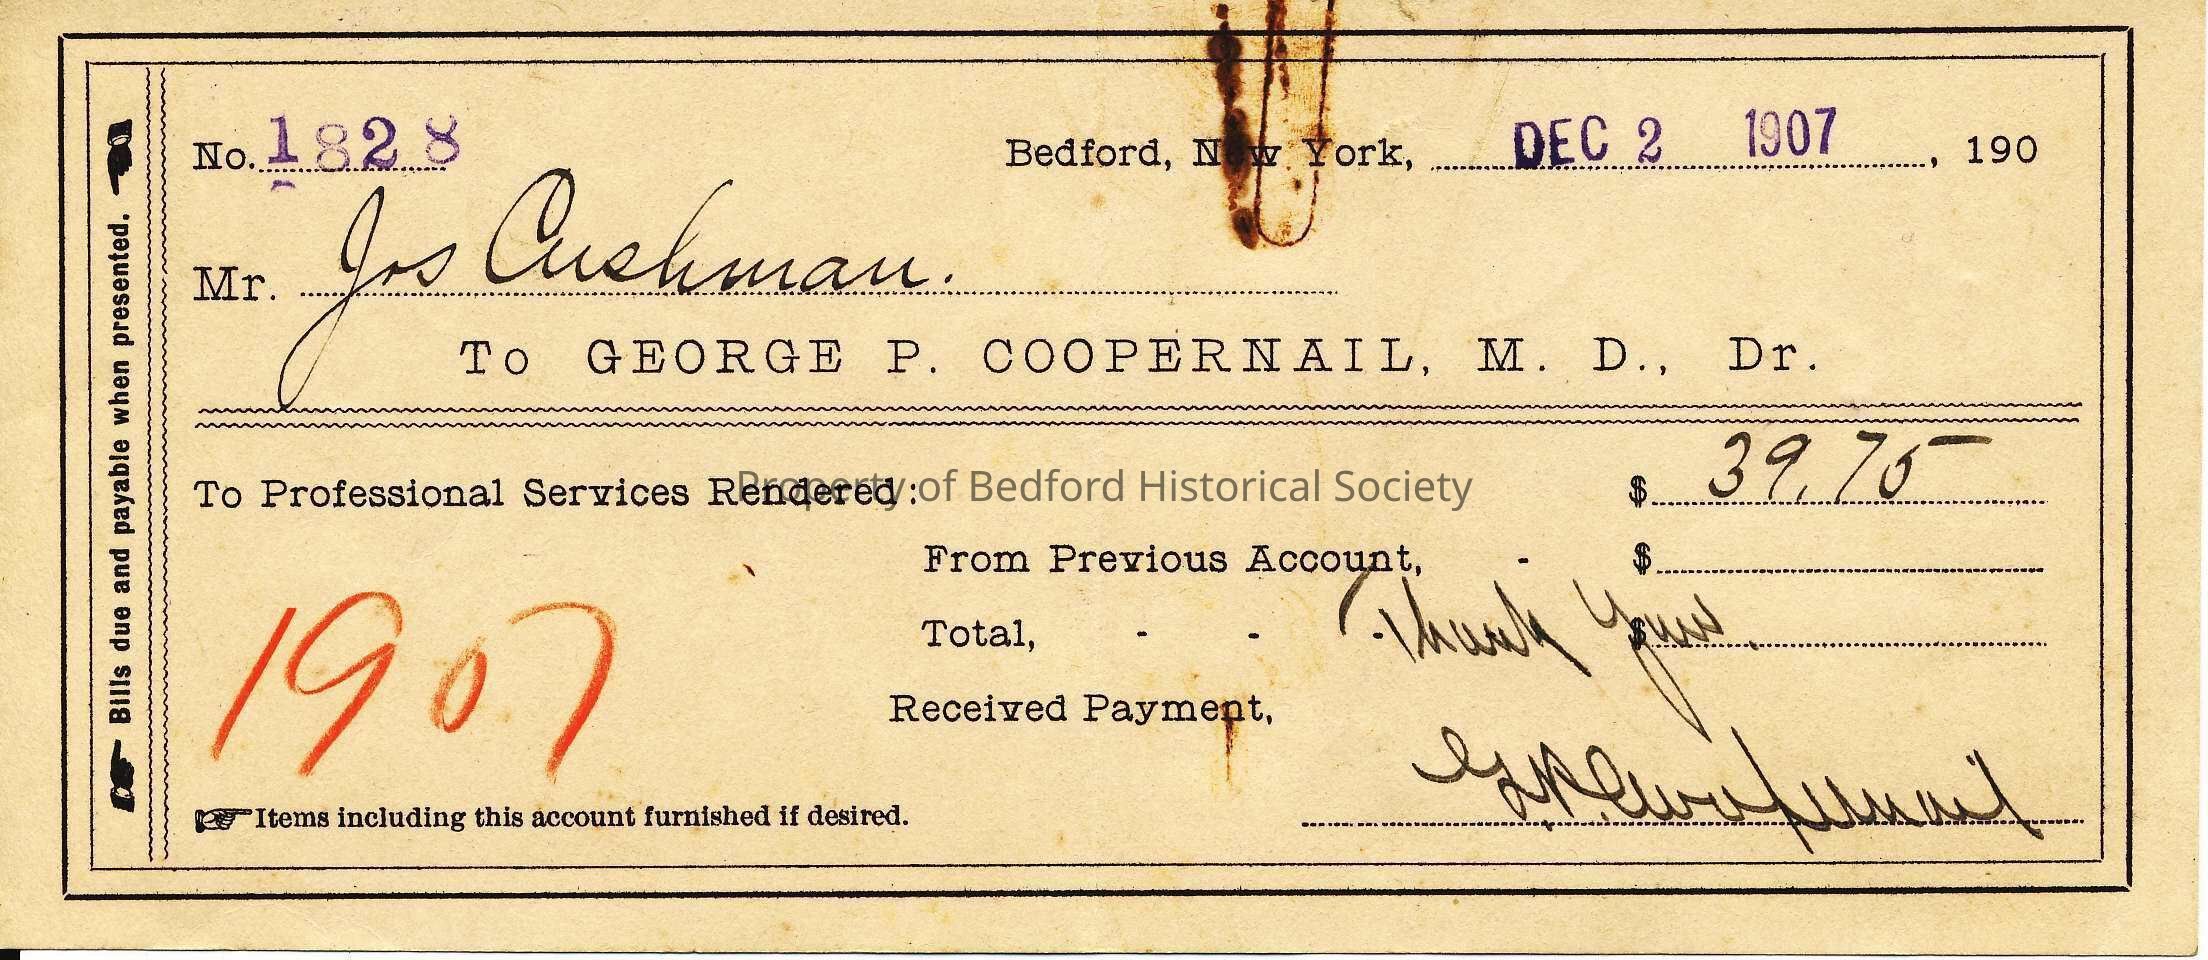 Bills due and payable when presented.
No. 1828
Bedford, New York, DEC 2 1907, 190
Mr. Jos Cushman.
To GEORGE P. COOPERNAIL, M. D., Dr.
To Professional Services Rendered: $ 39.75
Property of Bedford Historical Society
From Previous Account, - $
Total, - - - $
Thank You.
Received Payment,
1907
G.P. Coopernail
Items including this account furnished if desired.